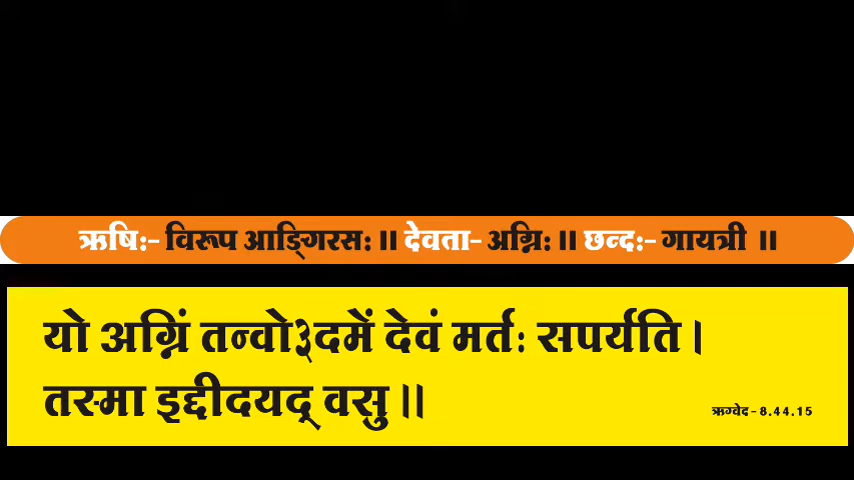 ऋषि:- विरूप आङ्गिरस: ॥ देवता- अग्नि: ॥ छन्द:- गायत्री ॥
यो अग्निं तन्वो३दमें देवं मर्तः सपर्यति।
तस्मा इद्दीदयद् वसु॥
ऋग्वेद-8.44.15